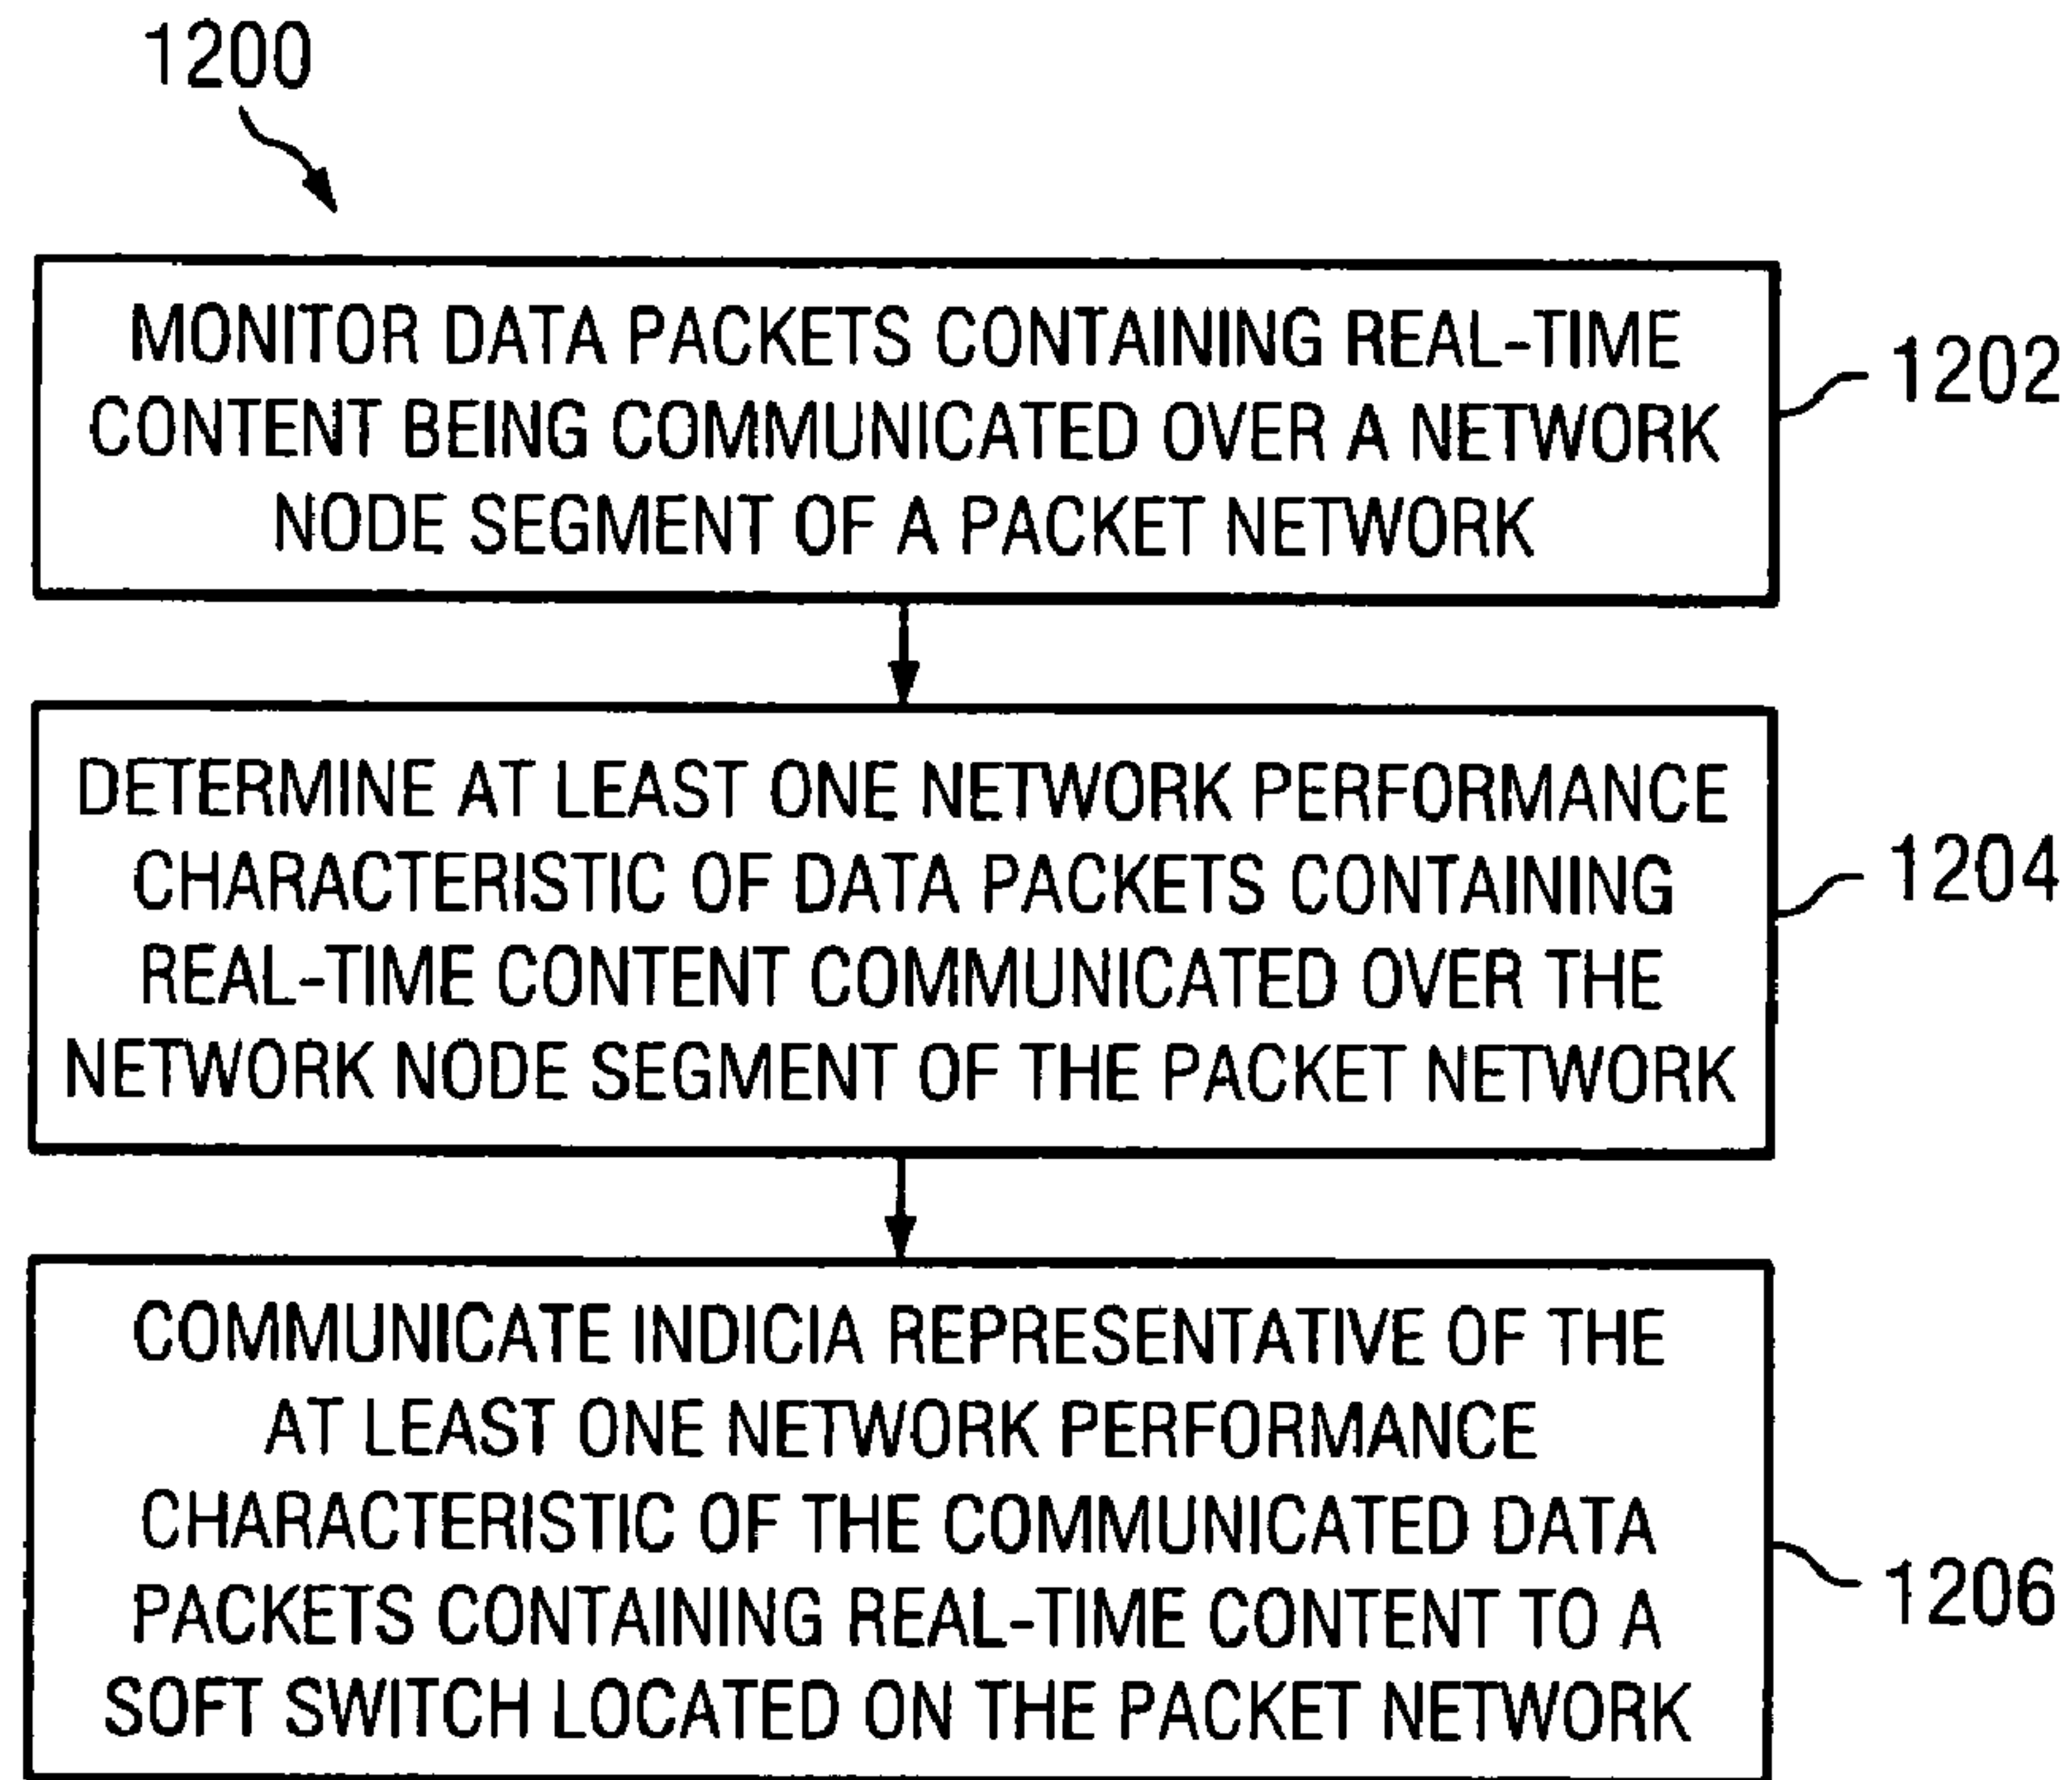 1200
MONITOR DATA PACKETS CONTAINING REAL-TIME
CONTENT BEING COMMUNICATED OVER A NETWORK
NODE SEGMENT OF A PACKET NETWORK
1202
DETERMINE AT LEAST ONE NETWORK PERFORMANCE
CHARACTERISTIC OF DATA PACKETS CONTAINING
REAL-TIME CONTENT COMMUNICATED OVER THE
NETWORK NODE SEGMENT OF THE PACKET NETWORK
1204
COMMUNICATE INDICIA REPRESENTATIVE OF THE
AT LEAST ONE NETWORK PERFORMANCE
CHARACTERISTIC OF THE COMMUNICATED DATA
PACKETS CONTAINING REAL-TIME CONTENT TO A
SOFT SWITCH LOCATED ON THE PACKET NETWORK
1206